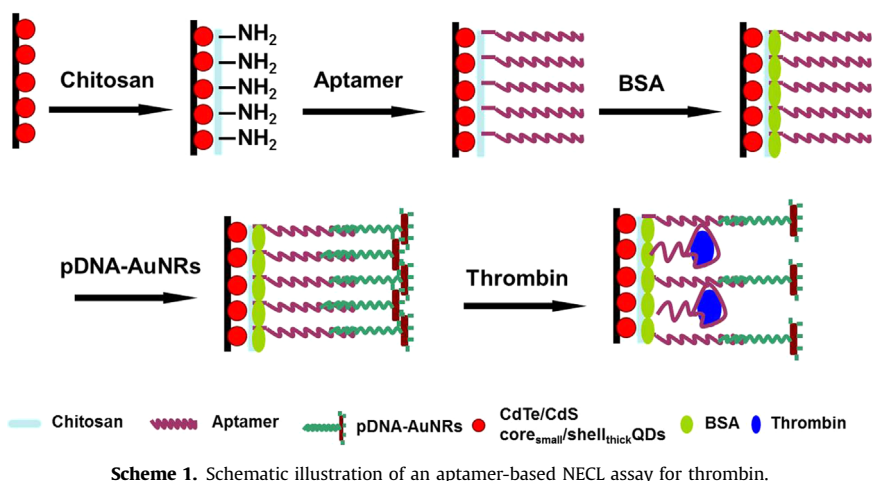 Chitosan
NH2
NH2
NH2
NH2
NH2
Aptamer
BSA
pDNA-AuNRs
Thrombin
Chitosan
Aptamer
pDNA-AuNRs
CdTe/CdS
coresmall/shellthickQDs
BSA
Thrombin
Scheme 1. Schematic illustration of an aptamer-based NECL assay for thrombin.